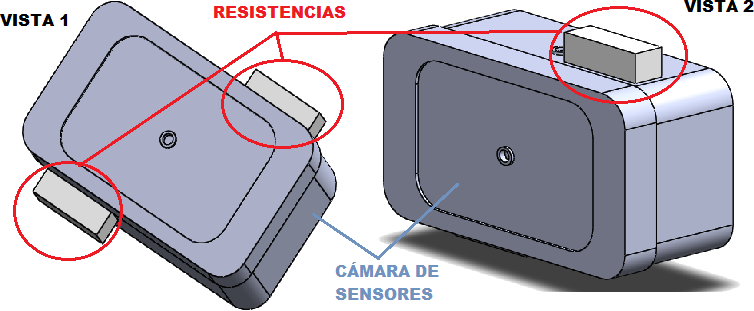 RESISTENCIAS
VISTA 1
VISTA 2
CÁMARA DE
SENSORES